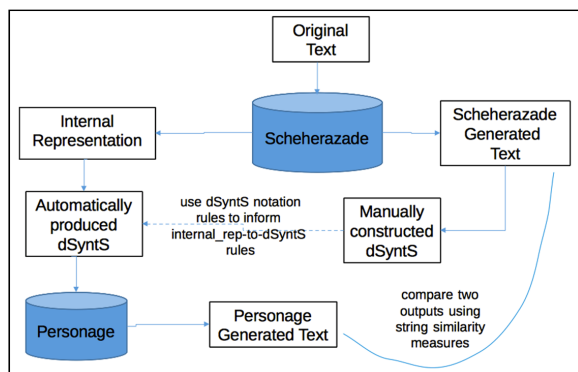 Original
Text
Internal
Representation
Scheherazade
Scheherazade
Generated
Text
Automatically
produced
dSyntS
use dSyntS notation
rules to inform
internal_rep-to-dSyntS
rules
Manually
constructed
dSyntS
Personage
Personage
Generated Text
compare two
outputs using
string similarity
measures